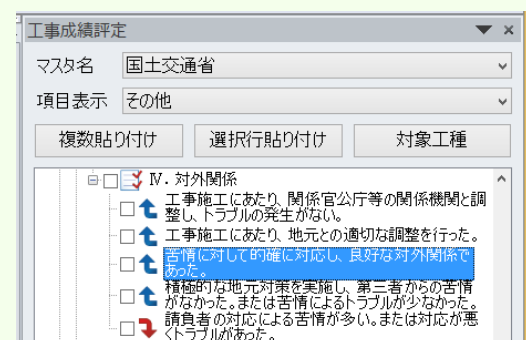 工事成績評定
マスタ名 国土交通省
項目表示 その他
複数貼り付け 選択行貼り付け 対象工種
Ⅳ. 対外関係
工事施工にあたり、関係官公庁等の関係機関と調
整し、トラブルの発生がない。
工事施工にあたり、地元との適切な調整を行った。
苦情に対して的確に対応し、良好な対外関係で
あった。
積極的な地元対策を実施し、第三者からの苦情
がなかった。または苦情によるトラブルが少なかった。
請負者の対応による苦情が多い。または対応が悪
くトラブルがあった。